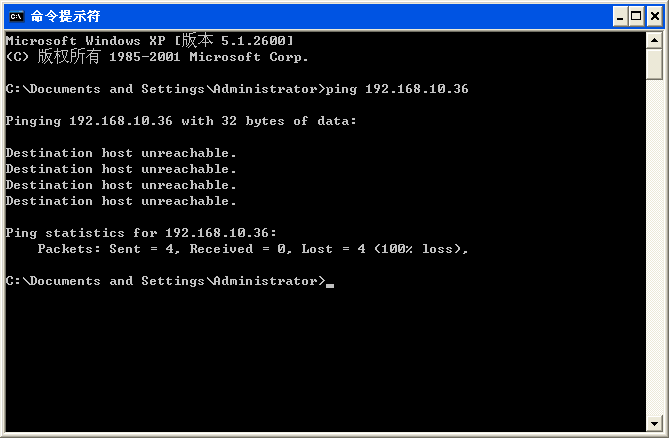 命令提示符
Microsoft Windows XP [版本 5.1.2600]
(C) 版权所有 1985-2001 Microsoft Corp.
C:\Documents and Settings\Administrator>ping 192.168.10.36
Pinging 192.168.10.36 with 32 bytes of data:
Destination host unreachable.
Destination host unreachable.
Destination host unreachable.
Destination host unreachable.
Ping statistics for 192.168.10.36:
    Packets: Sent = 4, Received = 0, Lost = 4 (100% loss),
C:\Documents and Settings\Administrator>_